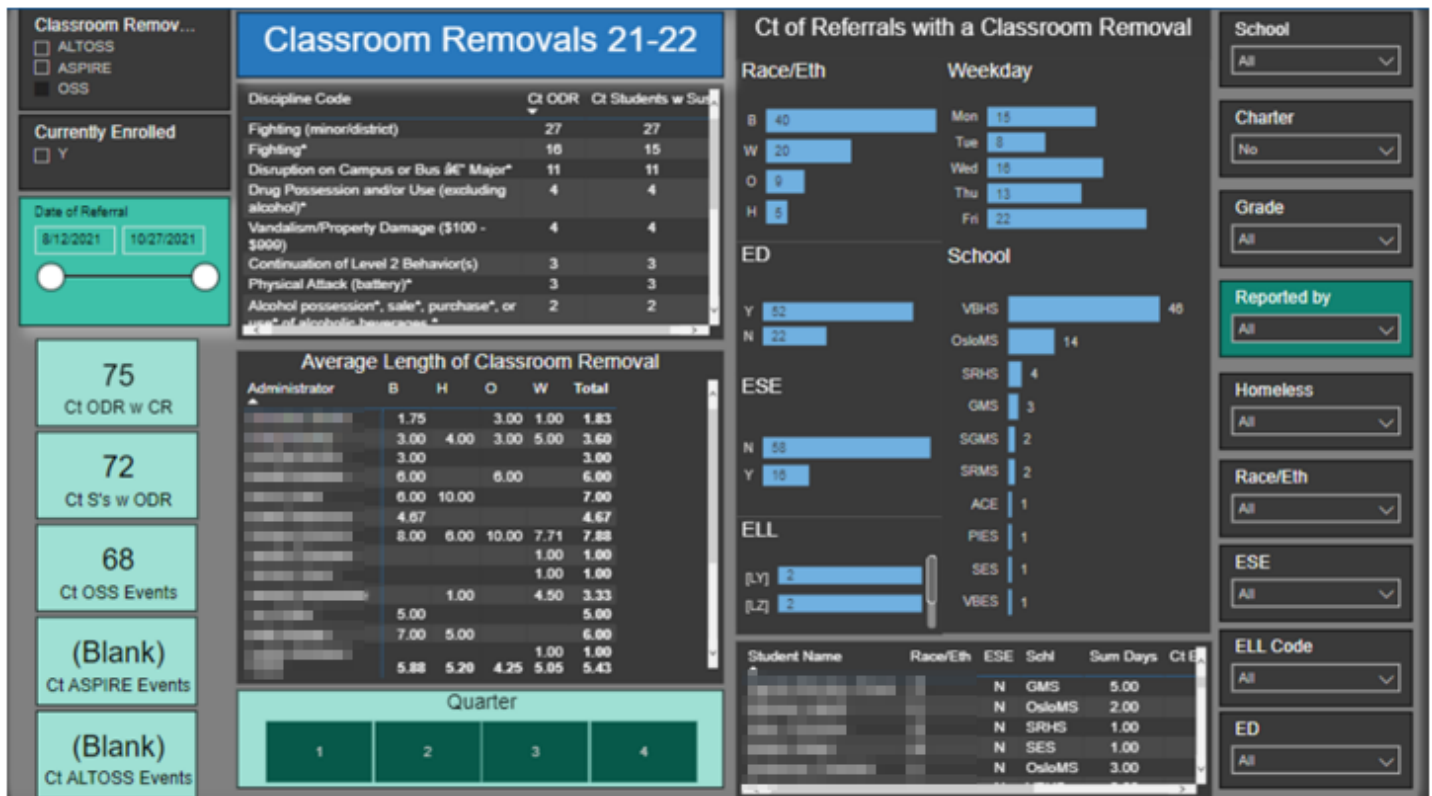 Classroom Remov...
ALTOSS
ASPIRE
OSS
Currently Enrolled
Y
Date of Referral
8/12/2021 10/27/2021
75
Ct ODR w CR
72
Ct S's w ODR
68
Ct OSS Events
(Blank)
Ct ASPIRE Events
(Blank)
Ct ALTOSS Events
Classroom Removals 21-22
Discipline Code Ct ODR Ct Students w Sus
Fighting (minor/district) 27 27
Fighting* 16 15
Disruption on Campus or Bus â€" Major* 11 11
Drug Possession and/or Use (excluding 4 4
alcohol)*
Vandalism/Property Damage ($100 - 4 4
$999)
Continuation of Level 2 Behavior(s) 3 3
Physical Attack (battery)* 3 3
Alcohol possession*, sale*, purchase*, or 2 2
use* of alcoholic beverages *
Average Length of Classroom Removal
Administrator B H O W Total
1.75 3.00 1.00 1.83
3.00 4.00 3.00 5.00 3.60
3.00 3.00
6.00 6.00 6.00
6.00 10.00 7.00
4.67 4.67
8.00 6.00 10.00 7.71 7.88
1.00 1.00
1.00 1.00
1.00 4.50 3.33
5.00 5.00
7.00 5.00 6.00
1.00 1.00
5.88 5.20 4.25 5.05 5.43
Quarter
1 2 3 4
Ct of Referrals with a Classroom Removal
Race/Eth
B 40
W 20
O 9
H 5
ED
Y 52
N 22
ESE
N 58
Y 16
ELL
[LY] 2
[LZ] 2
Weekday
Mon 15
Tue 8
Wed 16
Thu 13
Fri 22
School
VBHS 46
OsloMS 14
SRHS 4
GMS 3
SGMS 2
SRMS 2
ACE 1
PIES 1
SES 1
VBES 1
Student Name Race/Eth ESE Schl Sum Days Ct E
N GMS 5.00
N OsloMS 2.00
N SRHS 1.00
N SES 1.00
N OsloMS 3.00
School
All
Charter
No
Grade
All
Reported by
All
Homeless
All
Race/Eth
All
ESE
All
ELL Code
All
ED
All